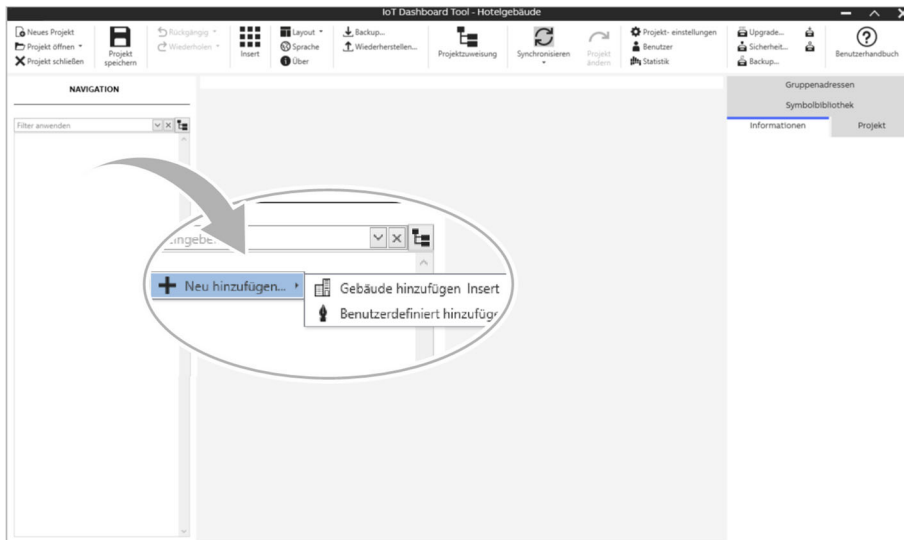 IoT Dashboard Tool - Hotelgebäude
Neues Projekt
Projekt öffnen
Projekt schließen
Projekt speichern
Rückgängig
Wiederholen
Insert
Layout
Sprache
Über
Backup...
Wiederherstellen...
Projektzuweisung
Synchronisieren
Projekt ändern
Projekt- einstellungen
Benutzer
Statistik
Upgrade...
Sicherheit...
Backup...
Benutzerhandbuch
NAVIGATION
Filter anwenden
Gruppenadressen
Symbolbibliothek
Informationen Projekt
Neu hinzufügen...
Gebäude hinzufügen Insert
Benutzerdefiniert